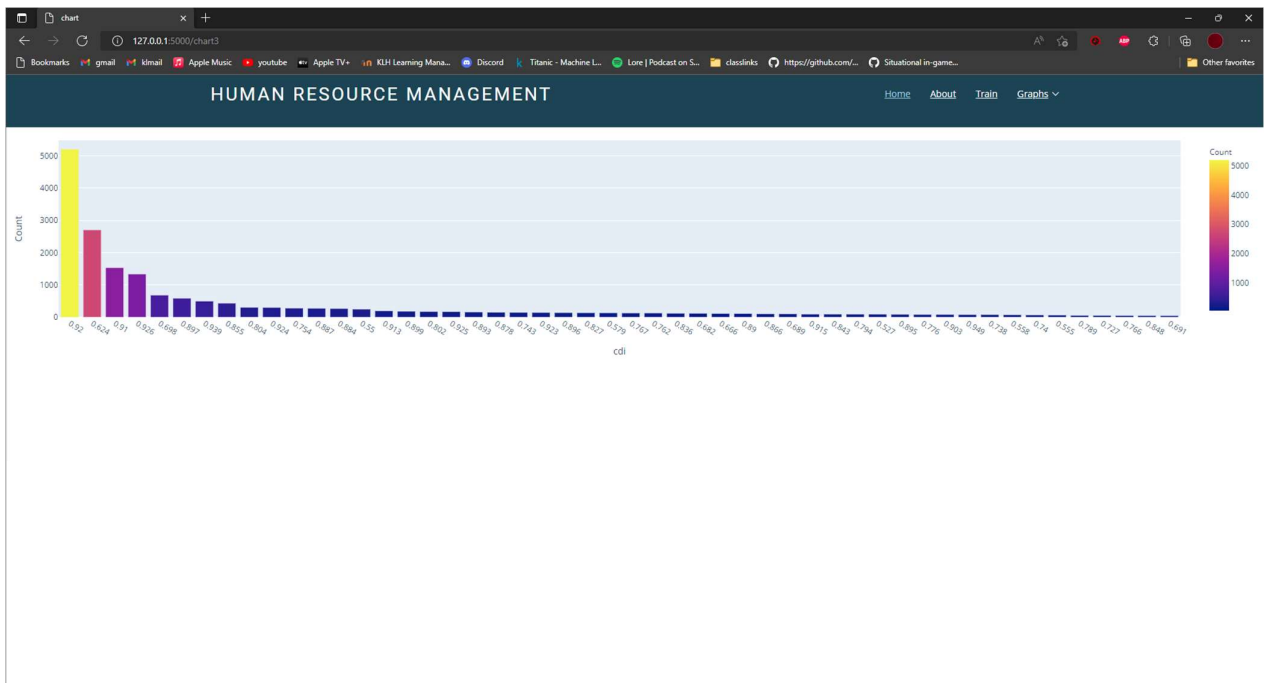 chart
127.0.0.1:5000/chart3
Bookmarks gmail klmail Apple Music youtube Apple TV+ KLH Learning Mana... Discord Titanic - Machine L... Lore | Podcast on S... classlinks https://github.com/... Situational in-game... Other favorites
HUMAN RESOURCE MANAGEMENT
Home About Train Graphs
Count
5000
4000
3000
2000
1000
0
0.92 0.624 0.91 0.926 0.698 0.897 0.939 0.855 0.804 0.924 0.754 0.887 0.884 0.55 0.913 0.899 0.802 0.925 0.893 0.878 0.743 0.923 0.896 0.827 0.579 0.767 0.762 0.836 0.682 0.666 0.89 0.866 0.689 0.915 0.843 0.794 0.527 0.895 0.776 0.903 0.949 0.738 0.558 0.74 0.555 0.789 0.727 0.766 0.848 0.691
cdi
Count
5000
4000
3000
2000
1000